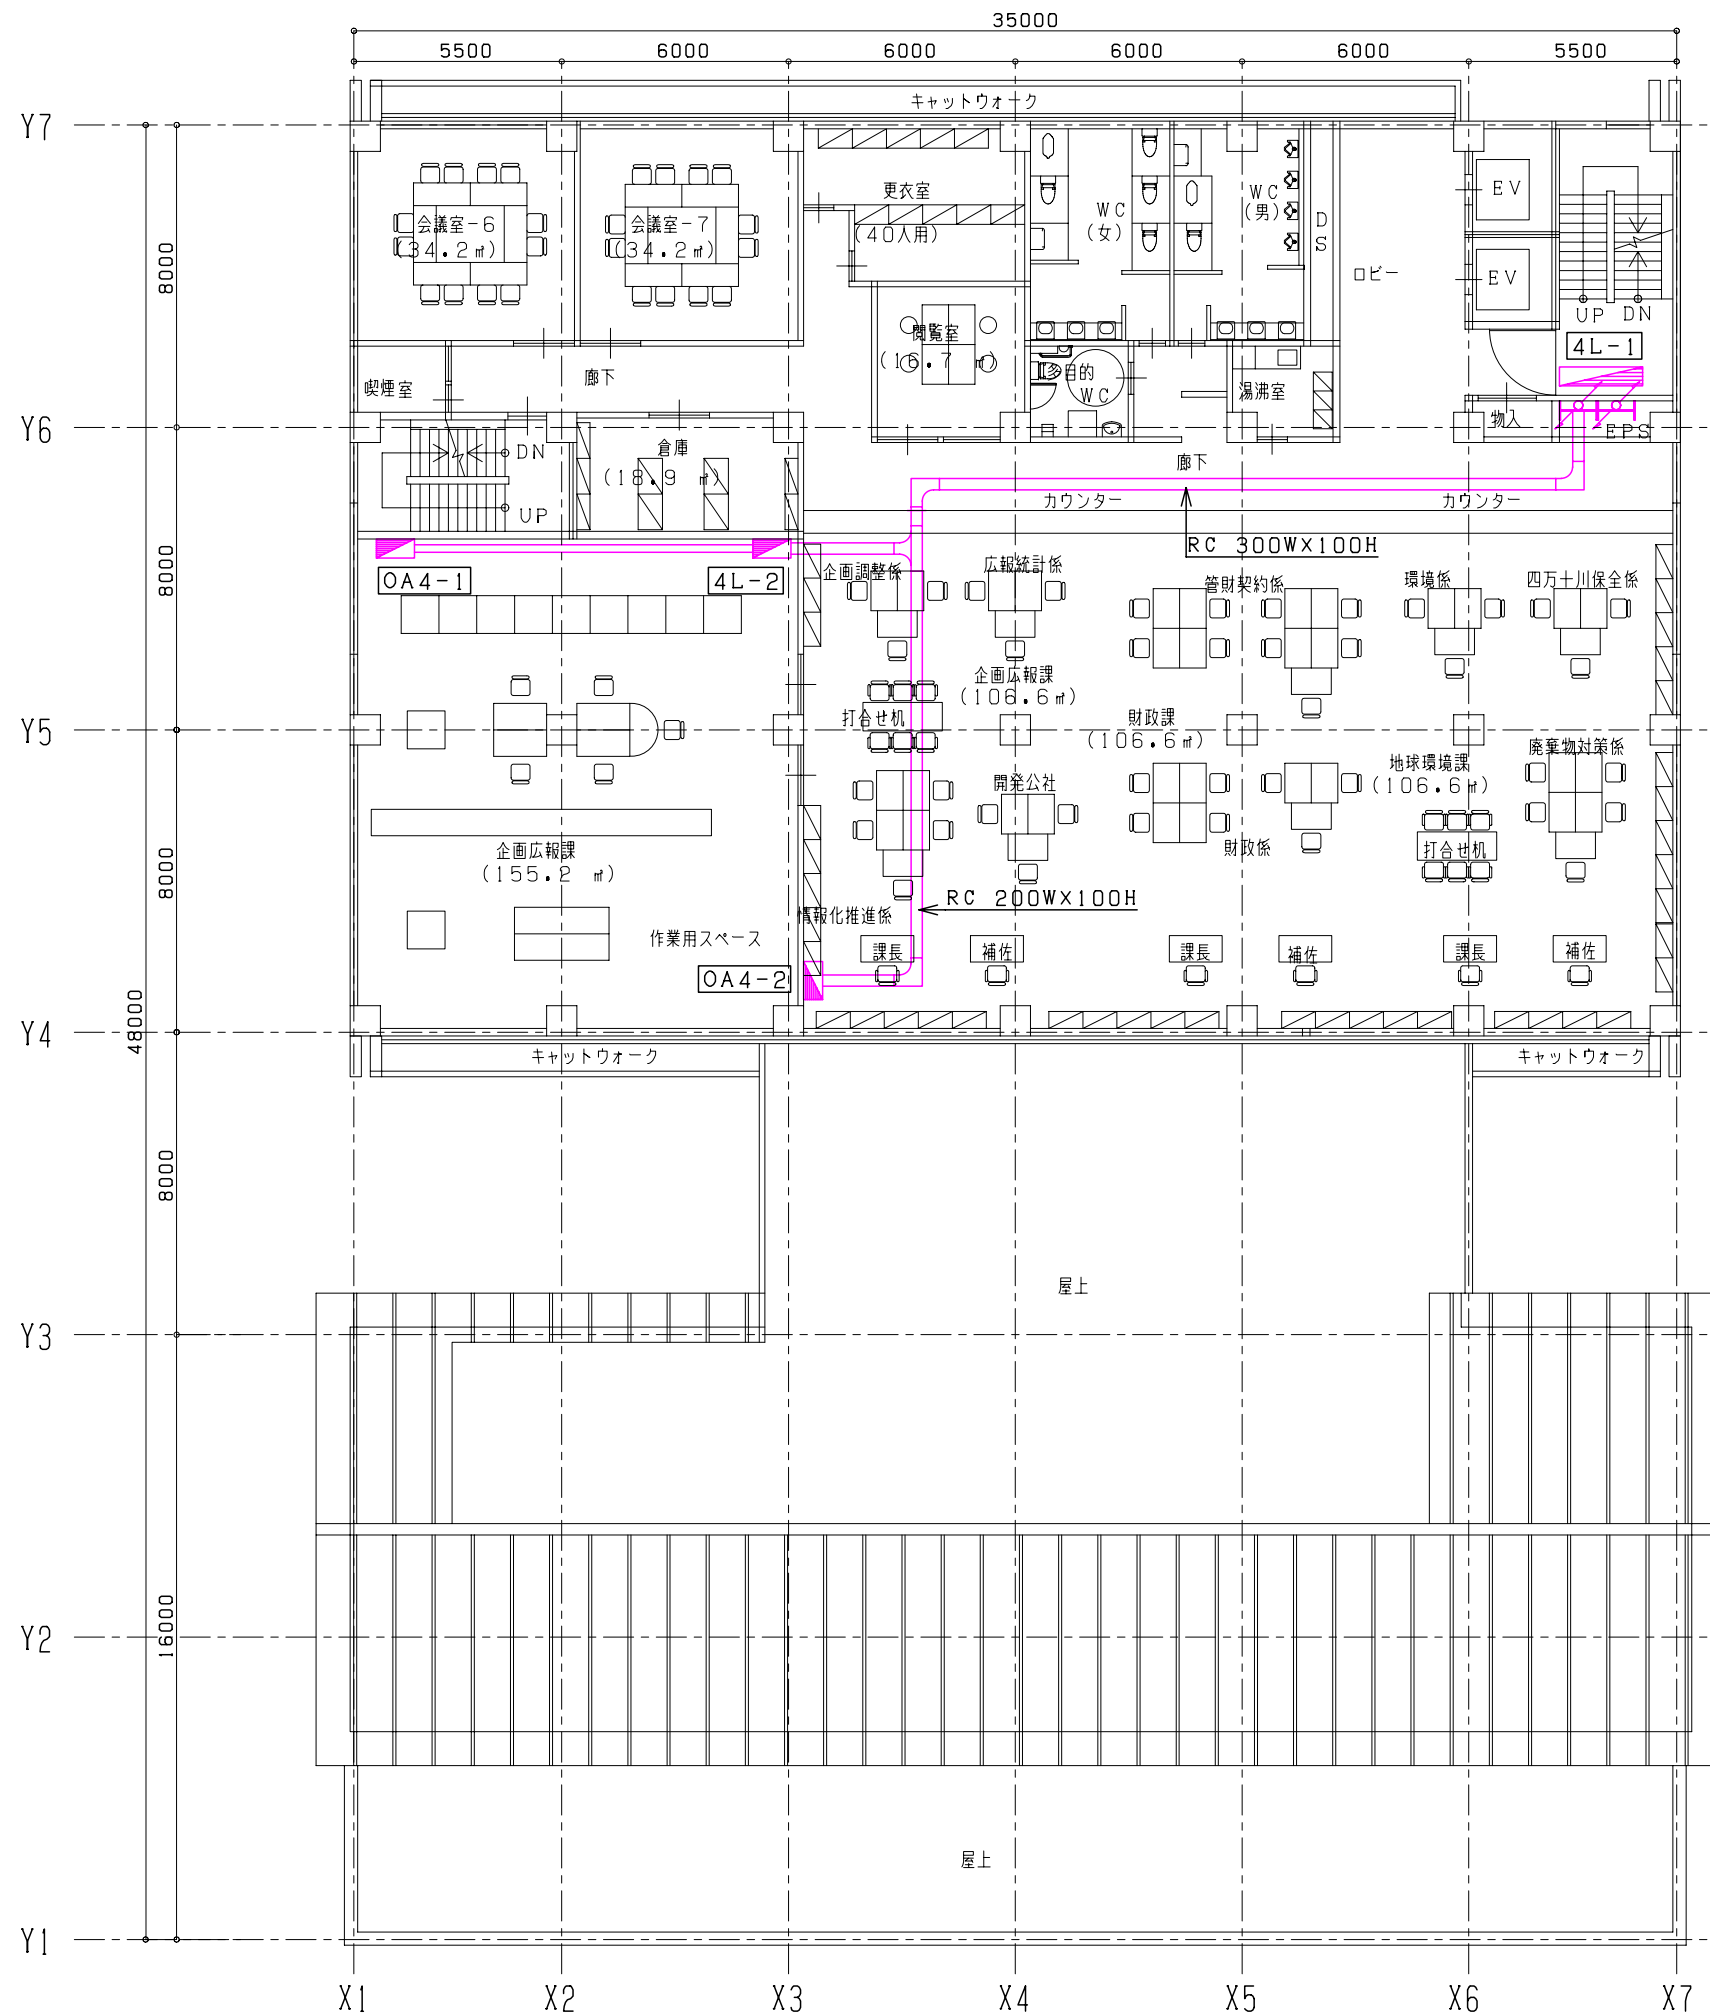 35000
5500 6000 6000 6000 6000 5500
キャットウォーク
Y7
会議室-6
(34.2㎡)
会議室-7
(34.2㎡)
更衣室
(40人用)
WC
(女)
WC
(男)
DS
ロビー
EV
EV
UP DN
4L-1
8000
閲覧室
(16.7 ㎡)
多目的
WC
湯沸室
喫煙室
廊下
物入
EPS
Y6
DN
UP
倉庫
(18.9 ㎡)
廊下
カウンター
カウンター
RC 300WX100H
OA4-1
4L-2
8000
企画調整係
広報統計係
管財契約係
環境係
四万十川保全係
企画広報課
(106.6㎡)
打合せ机
財政課
(106.6㎡)
Y5
地球環境課
(106.6㎡)
廃棄物対策係
開発公社
財政係
打合せ机
企画広報課
(155.2 ㎡)
8000
RC 200WX100H
情報化推進係
作業用スペース
OA4-2
課長
補佐
課長
補佐
課長
補佐
48000
Y4
キャットウォーク
キャットウォーク
8000
屋上
Y3
16000
Y2
屋上
Y1
X1 X2 X3 X4 X5 X6 X7